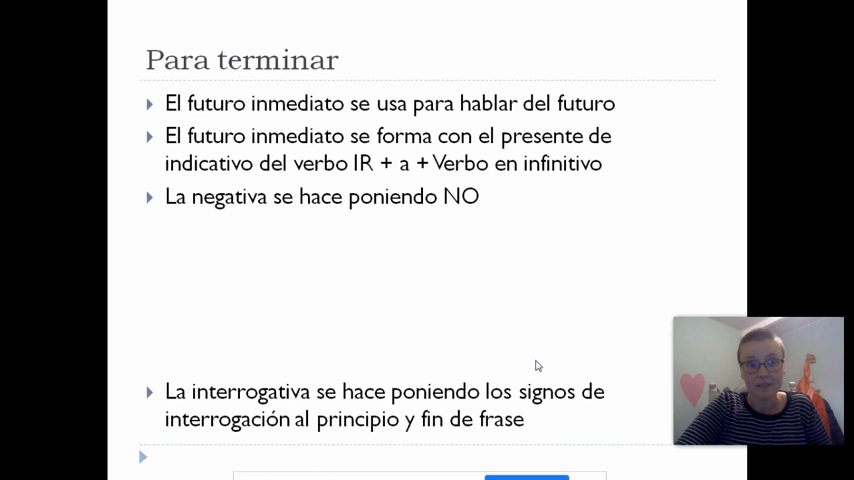 Para terminar
El futuro inmediato se usa para hablar del futuro
El futuro inmediato se forma con el presente de
indicativo del verbo IR + a + Verbo en infinitivo
La negativa se hace poniendo NO
La interrogativa se hace poniendo los signos de
interrogación al principio y fin de frase